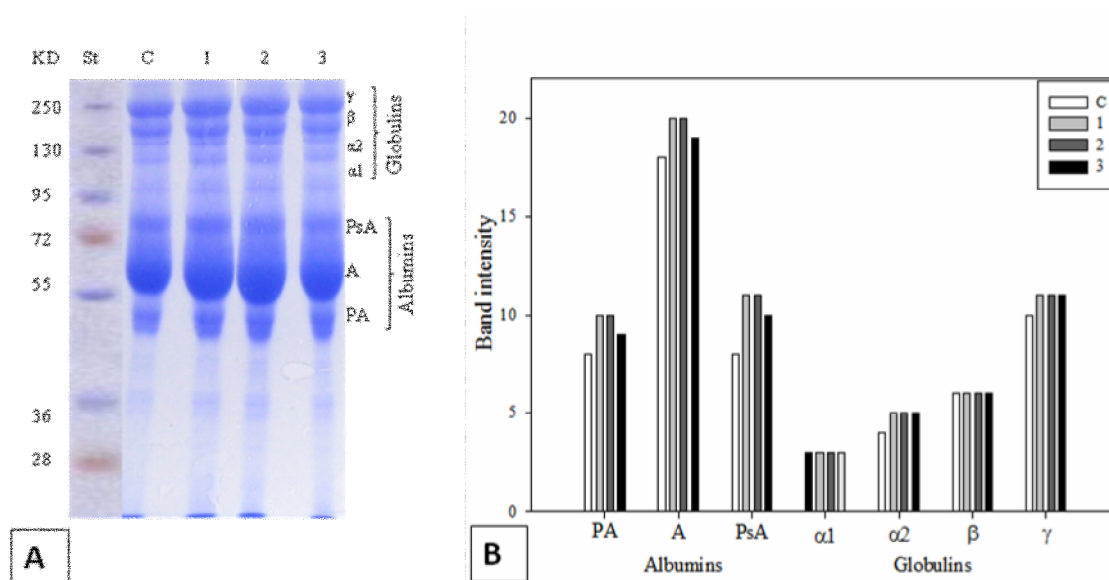 KD St C 1 2 3
250
130
95
72
55
36
28
γ
β
α2
α1
Globulins
PsA
A
PA
Albumins
A
20
15
10
5
0
Band intensity
C
1
2
3
PA A PsA α1 α2 β γ
Albumins Globulins
B